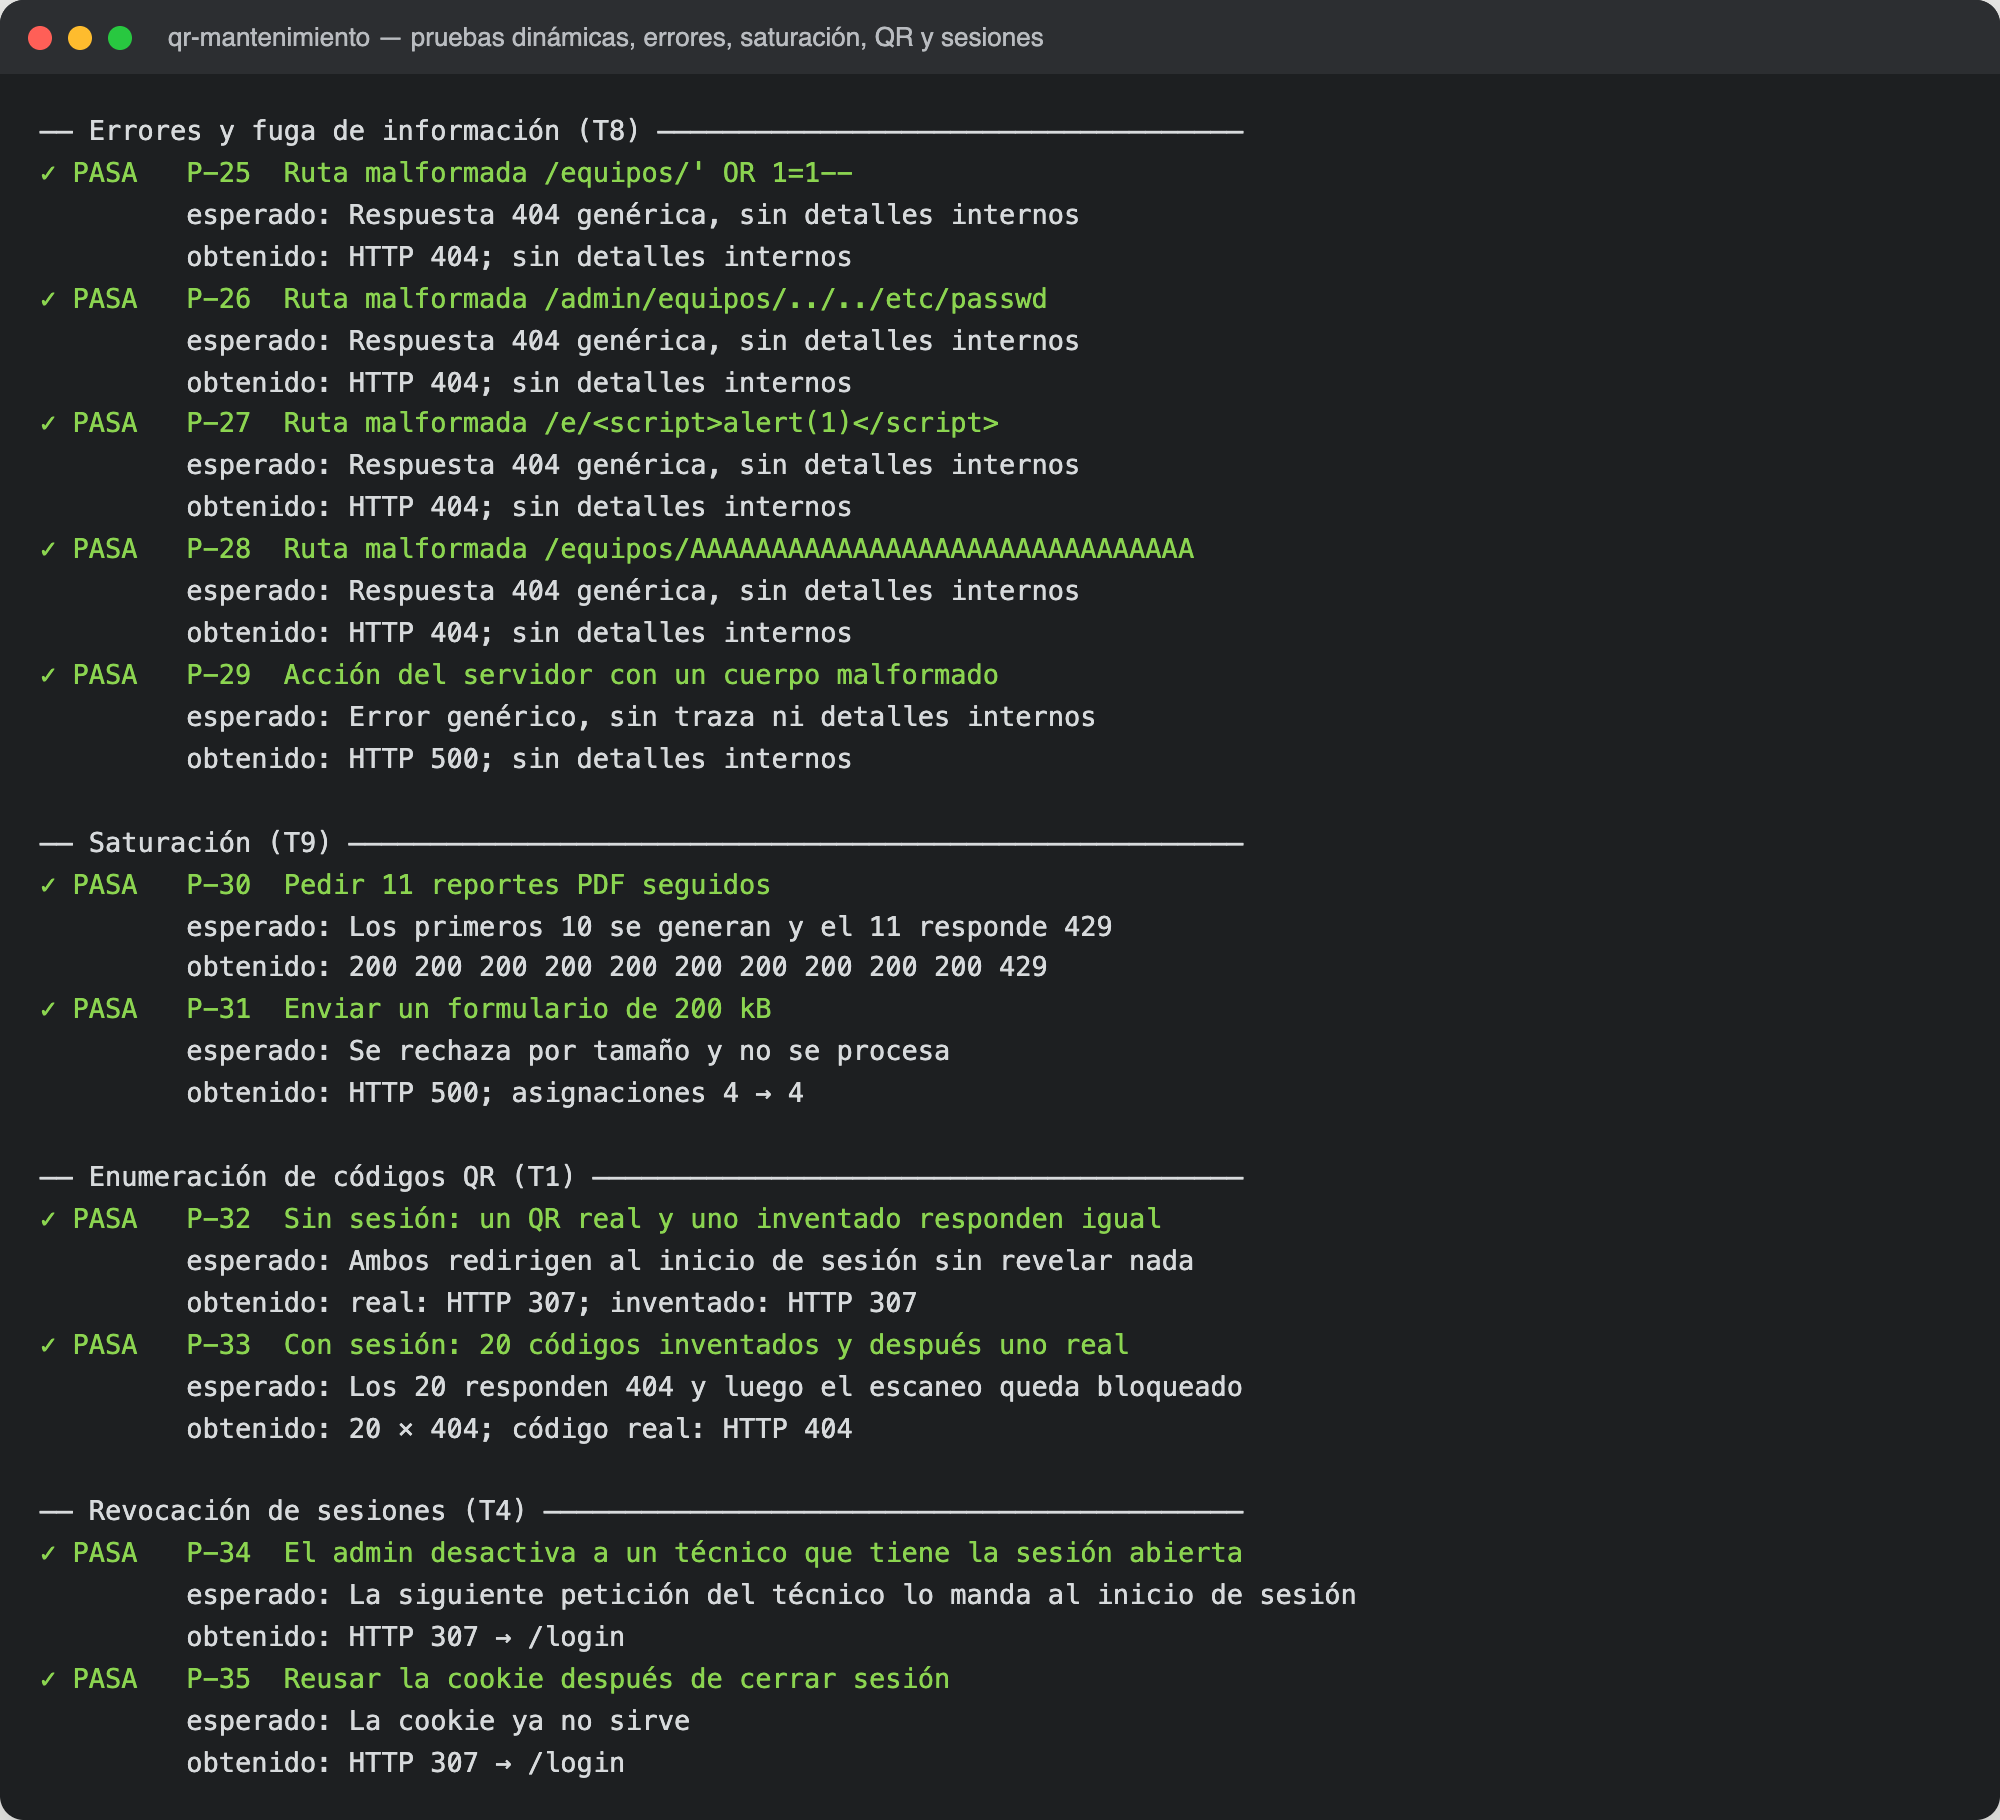 qr-mantenimiento — pruebas dinámicas, errores, saturación, QR y sesiones
── Errores y fuga de información (T8) ────────────────────────────────────
✓ PASA   P-25  Ruta malformada /equipos/' OR 1=1--
esperado: Respuesta 404 genérica, sin detalles internos
obtenido: HTTP 404; sin detalles internos
✓ PASA   P-26  Ruta malformada /admin/equipos/../../etc/passwd
esperado: Respuesta 404 genérica, sin detalles internos
obtenido: HTTP 404; sin detalles internos
✓ PASA   P-27  Ruta malformada /e/<script>alert(1)</script>
esperado: Respuesta 404 genérica, sin detalles internos
obtenido: HTTP 404; sin detalles internos
✓ PASA   P-28  Ruta malformada /equipos/AAAAAAAAAAAAAAAAAAAAAAAAAAAAAAA
esperado: Respuesta 404 genérica, sin detalles internos
obtenido: HTTP 404; sin detalles internos
✓ PASA   P-29  Acción del servidor con un cuerpo malformado
esperado: Error genérico, sin traza ni detalles internos
obtenido: HTTP 500; sin detalles internos
── Saturación (T9) ───────────────────────────────────────────────────────
✓ PASA   P-30  Pedir 11 reportes PDF seguidos
esperado: Los primeros 10 se generan y el 11 responde 429
obtenido: 200 200 200 200 200 200 200 200 200 200 429
✓ PASA   P-31  Enviar un formulario de 200 kB
esperado: Se rechaza por tamaño y no se procesa
obtenido: HTTP 500; asignaciones 4 → 4
── Enumeración de códigos QR (T1) ────────────────────────────────────────
✓ PASA   P-32  Sin sesión: un QR real y uno inventado responden igual
esperado: Ambos redirigen al inicio de sesión sin revelar nada
obtenido: real: HTTP 307; inventado: HTTP 307
✓ PASA   P-33  Con sesión: 20 códigos inventados y después uno real
esperado: Los 20 responden 404 y luego el escaneo queda bloqueado
obtenido: 20 × 404; código real: HTTP 404
── Revocación de sesiones (T4) ───────────────────────────────────────────
✓ PASA   P-34  El admin desactiva a un técnico que tiene la sesión abierta
esperado: La siguiente petición del técnico lo manda al inicio de sesión
obtenido: HTTP 307 → /login
✓ PASA   P-35  Reusar la cookie después de cerrar sesión
esperado: La cookie ya no sirve
obtenido: HTTP 307 → /login